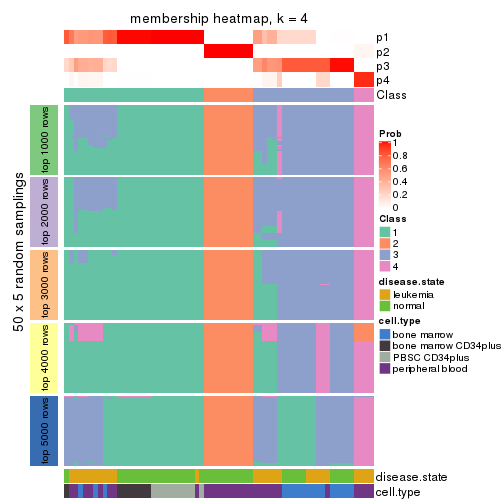 membership heatmap, k = 4
p1
p2
p3
p4
Class
50 x 5 random samplings
top 1000 rows
top 2000 rows
top 3000 rows
top 4000 rows
top 5000 rows
Prob
1
0.8
0.6
0.4
0.2
0
Class
1
2
3
4
disease.state
leukemia
normal
cell.type
bone marrow
bone marrow CD34plus
PBSC CD34plus
peripheral blood
disease.state
cell.type